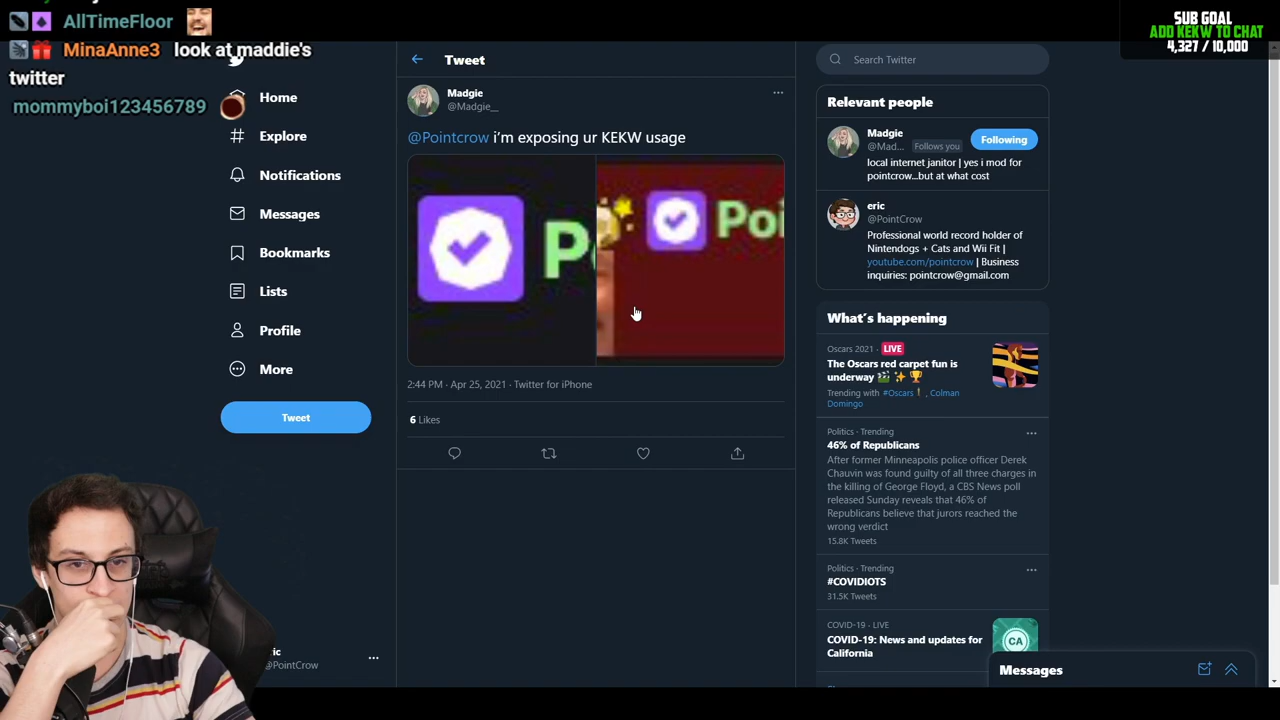 AllTimeFloor
MinaAnne3 look at maddie's
twitter
mommyboi123456789
SUB GOAL
ADD KEKW TO CHAT
4,327 / 10,000
Home
Explore
Notifications
Messages
Bookmarks
Lists
Profile
More
Tweet
@PointCrow
Tweet
Madgie
@Madgie__
@Pointcrow i'm exposing ur KEKW usage
Poi
2:44 PM · Apr 25, 2021 · Twitter for iPhone
6 Likes
Search Twitter
Relevant people
Madgie
@Mad... Follows you
Following
local internet janitor | yes i mod for
pointcrow...but at what cost
eric
@PointCrow
Professional world record holder of
Nintendogs + Cats and Wii Fit |
youtube.com/pointcrow | Business
inquiries: pointcrow@gmail.com
What's happening
Oscars 2021 · LIVE
The Oscars red carpet fun is
underway
Trending with #Oscars , Colman
Domingo
Politics · Trending
46% of Republicans
After former Minneapolis police officer Derek
Chauvin was found guilty of all three charges in
the killing of George Floyd, a CBS News poll
released Sunday reveals that 46% of
Republicans believe that jurors reached the
wrong verdict
15.8K Tweets
Politics · Trending
#COVIDIOTS
31.5K Tweets
COVID-19 · LIVE
COVID-19: News and updates for
California
CA
Messages